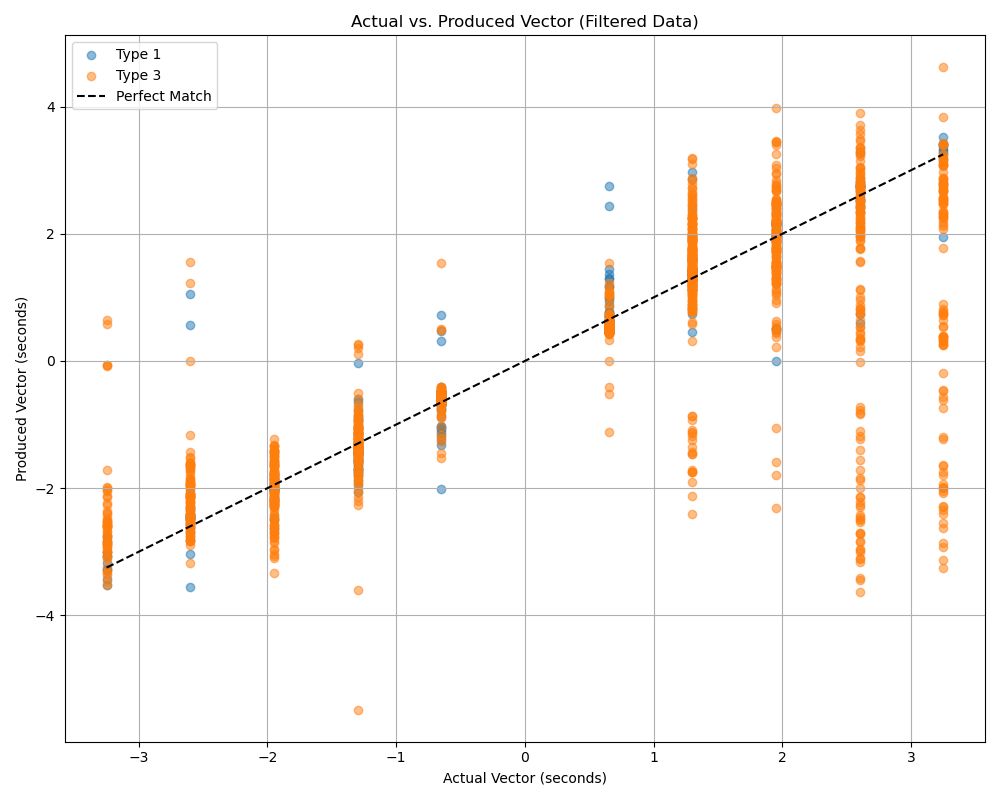 Actual vs. Produced Vector (Filtered Data)
Type 1
Type 3
Perfect Match
Produced Vector (seconds)
4
2
0
−2
−4
−3 −2 −1 0 1 2 3
Actual Vector (seconds)